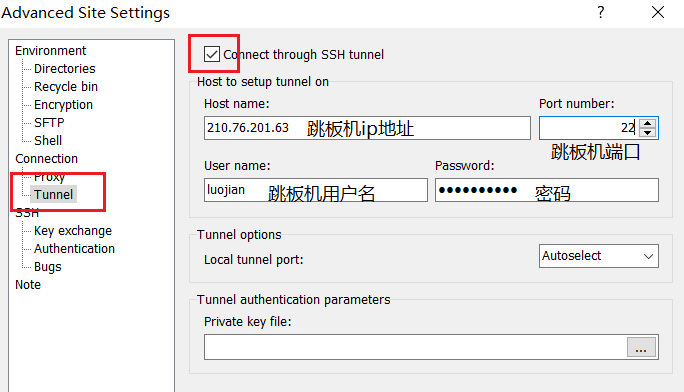 Advanced Site Settings
Environment
Directories
Recycle bin
Encryption
SFTP
Shell
Connection
Proxy
Tunnel
SSH
Key exchange
Authentication
Bugs
Note
Connect through SSH tunnel
Host to setup tunnel on
Host name:
Port number:
210.76.201.63 跳板机ip地址
22
跳板机端口
User name:
Password:
luojian 跳板机用户名
●●●●●●●●●● 密码
Tunnel options
Local tunnel port:
Autoselect
Tunnel authentication parameters
Private key file:
...